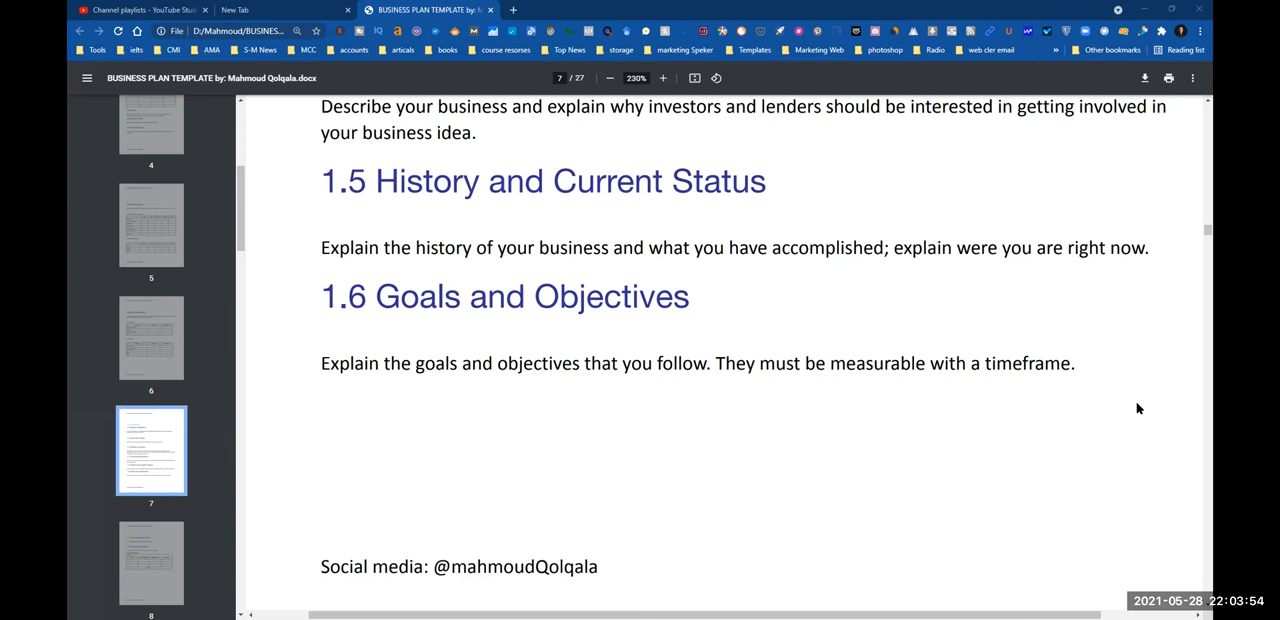 Channel playlists - YouTube Stud
New Tab
BUSINESS PLAN TEMPLATE by: M
File
D:/Mahmoud/BUSINES...
Tools
ielts
CMI
AMA
S-M News
MCC
accounts
articals
books
course resorses
Top News
storage
marketing Speker
Templates
Marketing Web
photoshop
Radio
web cler email
»
Other bookmarks
Reading list
BUSINESS PLAN TEMPLATE by: Mahmoud Qolqala.docx
7 / 27
230%
4
5
6
7
8
Describe your business and explain why investors and lenders should be interested in getting involved in
your business idea.
1.5 History and Current Status
Explain the history of your business and what you have accomplished; explain were you are right now.
1.6 Goals and Objectives
Explain the goals and objectives that you follow. They must be measurable with a timeframe.
Social media: @mahmoudQolqala
2021-05-28 22:03:54